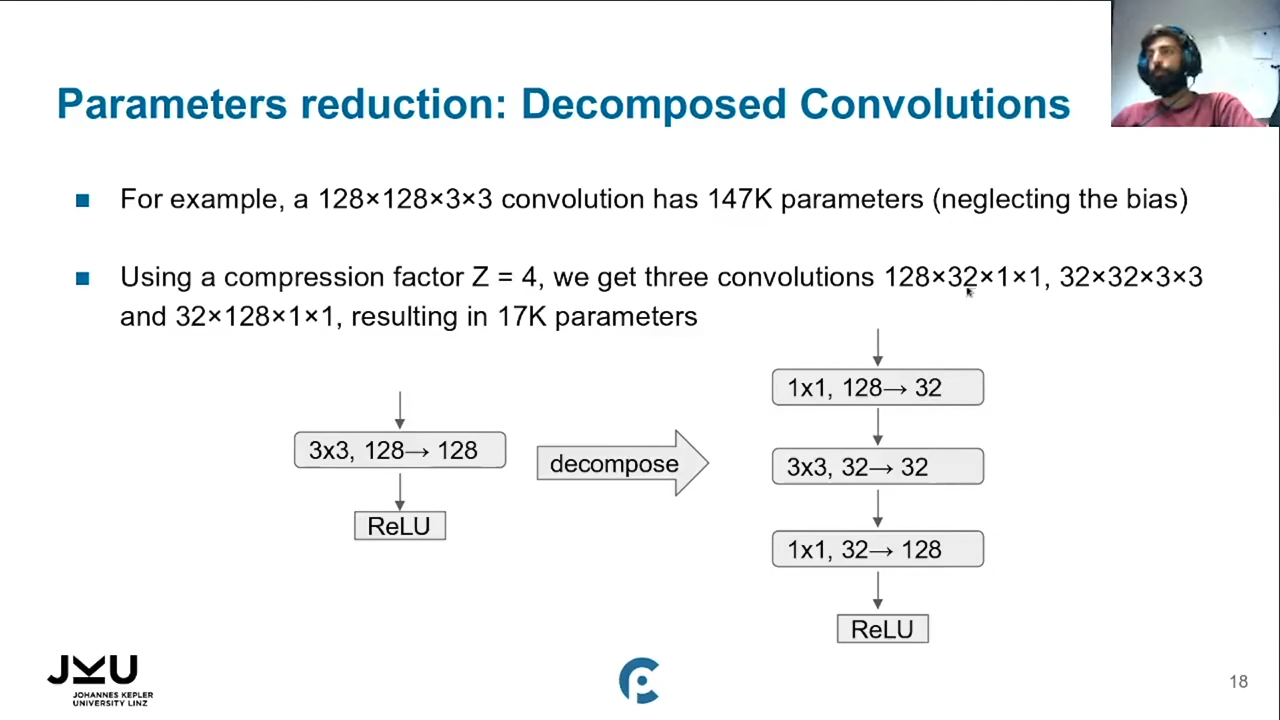 Parameters reduction: Decomposed Convolutions
For example, a 128×128×3×3 convolution has 147K parameters (neglecting the bias)
Using a compression factor Z = 4, we get three convolutions 128×32×1×1, 32×32×3×3
and 32×128×1×1, resulting in 17K parameters
3x3, 128→ 128
ReLU
decompose
1x1, 128→ 32
3x3, 32→ 32
1x1, 32→ 128
ReLU
JKU
JOHANNES KEPLER
UNIVERSITY LINZ
18